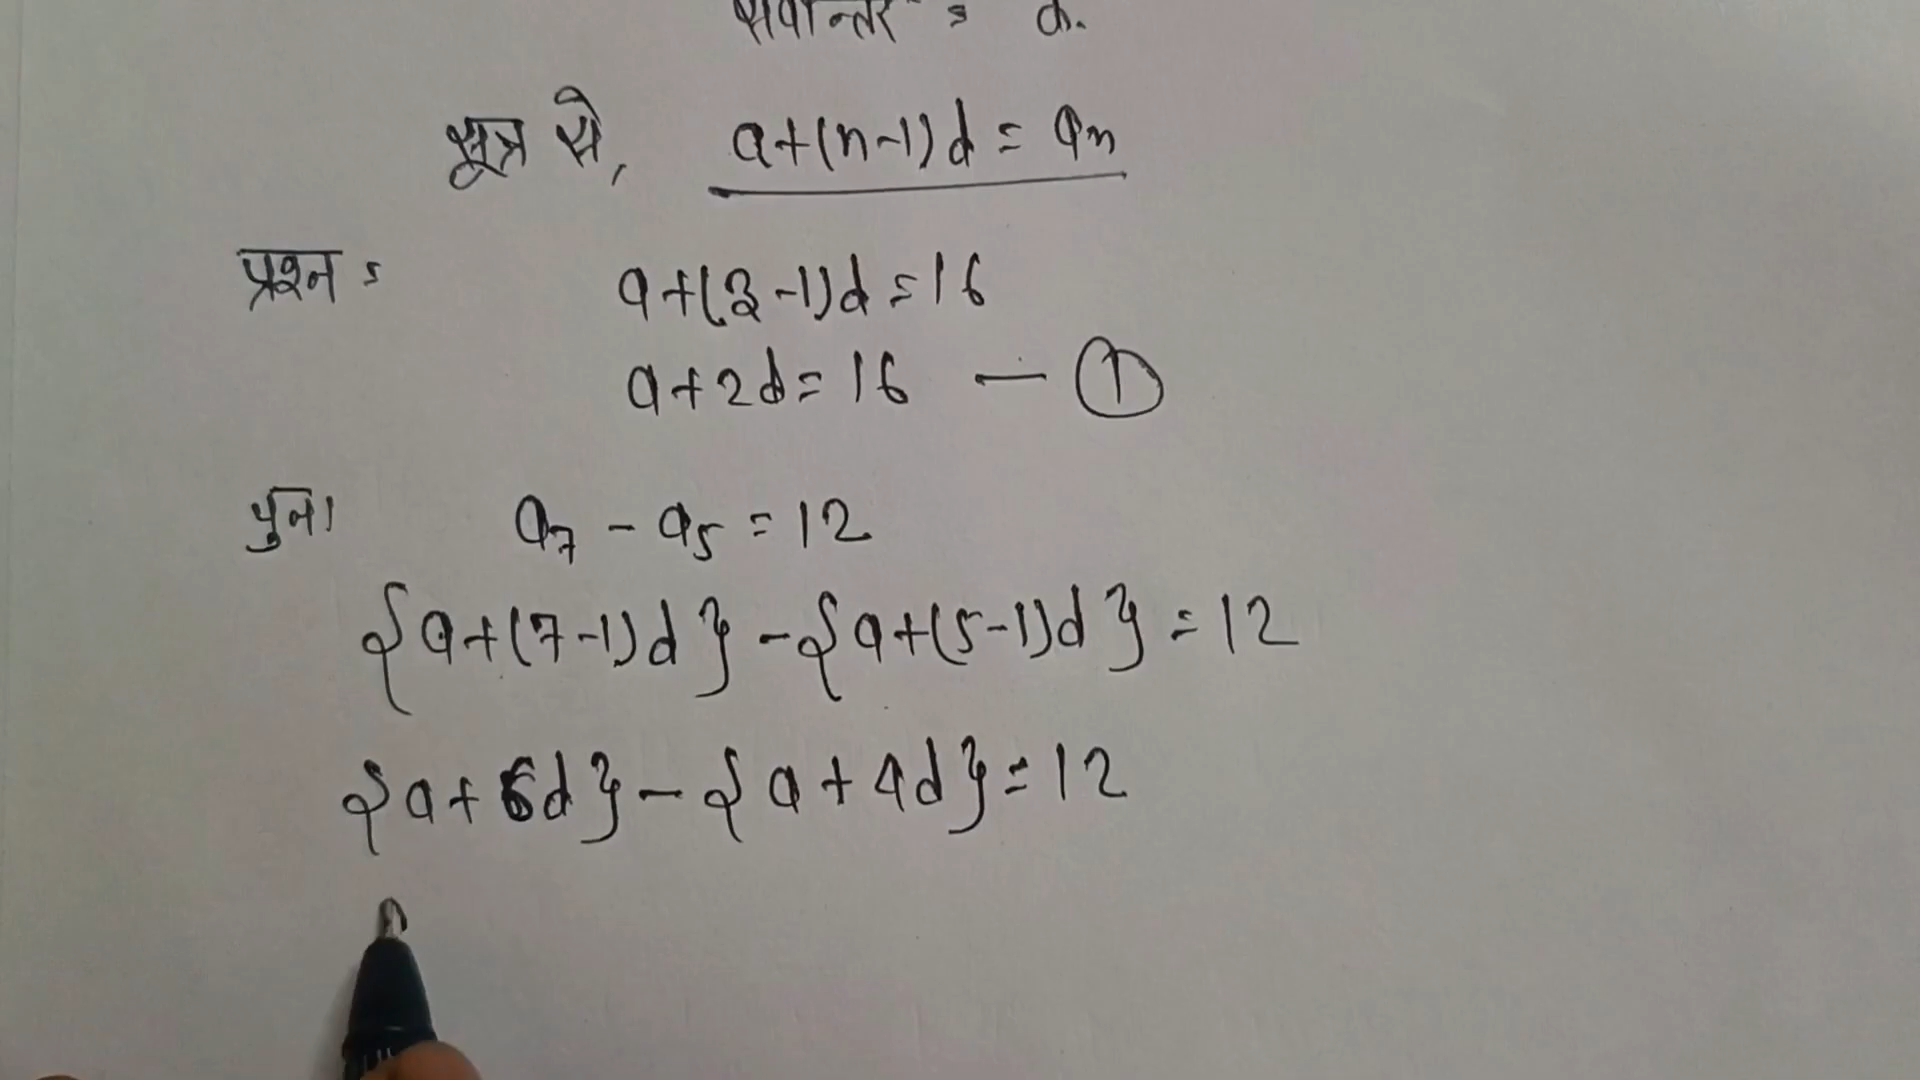 सर्वान्तर = d.
सूत्र से, a+(n-1)d = an
प्रश्न = a+(3-1)d=16
a+2d=16 — ①
पुनः a₇ - a₅ = 12
{a+(7-1)d} - {a+(5-1)d} = 12
{a+6d} - {a+4d} = 12
a